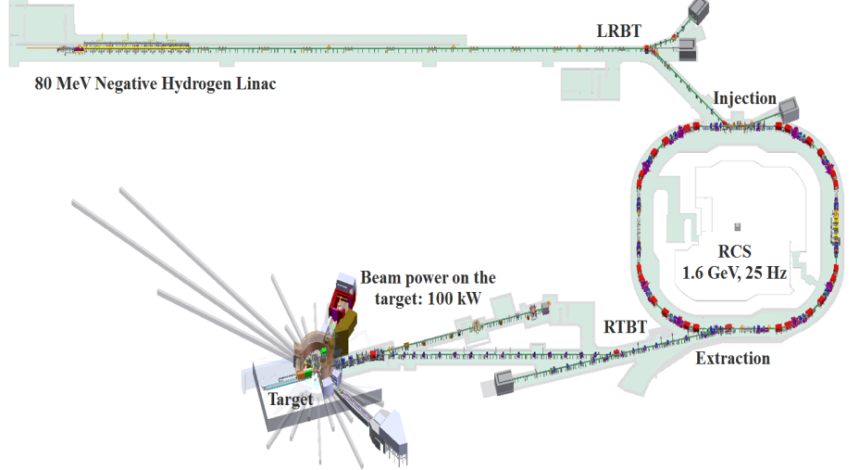 LRBT
80 MeV Negative Hydrogen Linac
Injection
RCS
1.6 GeV, 25 Hz
Beam power on the
target: 100 kW
RTBT
Extraction
Target